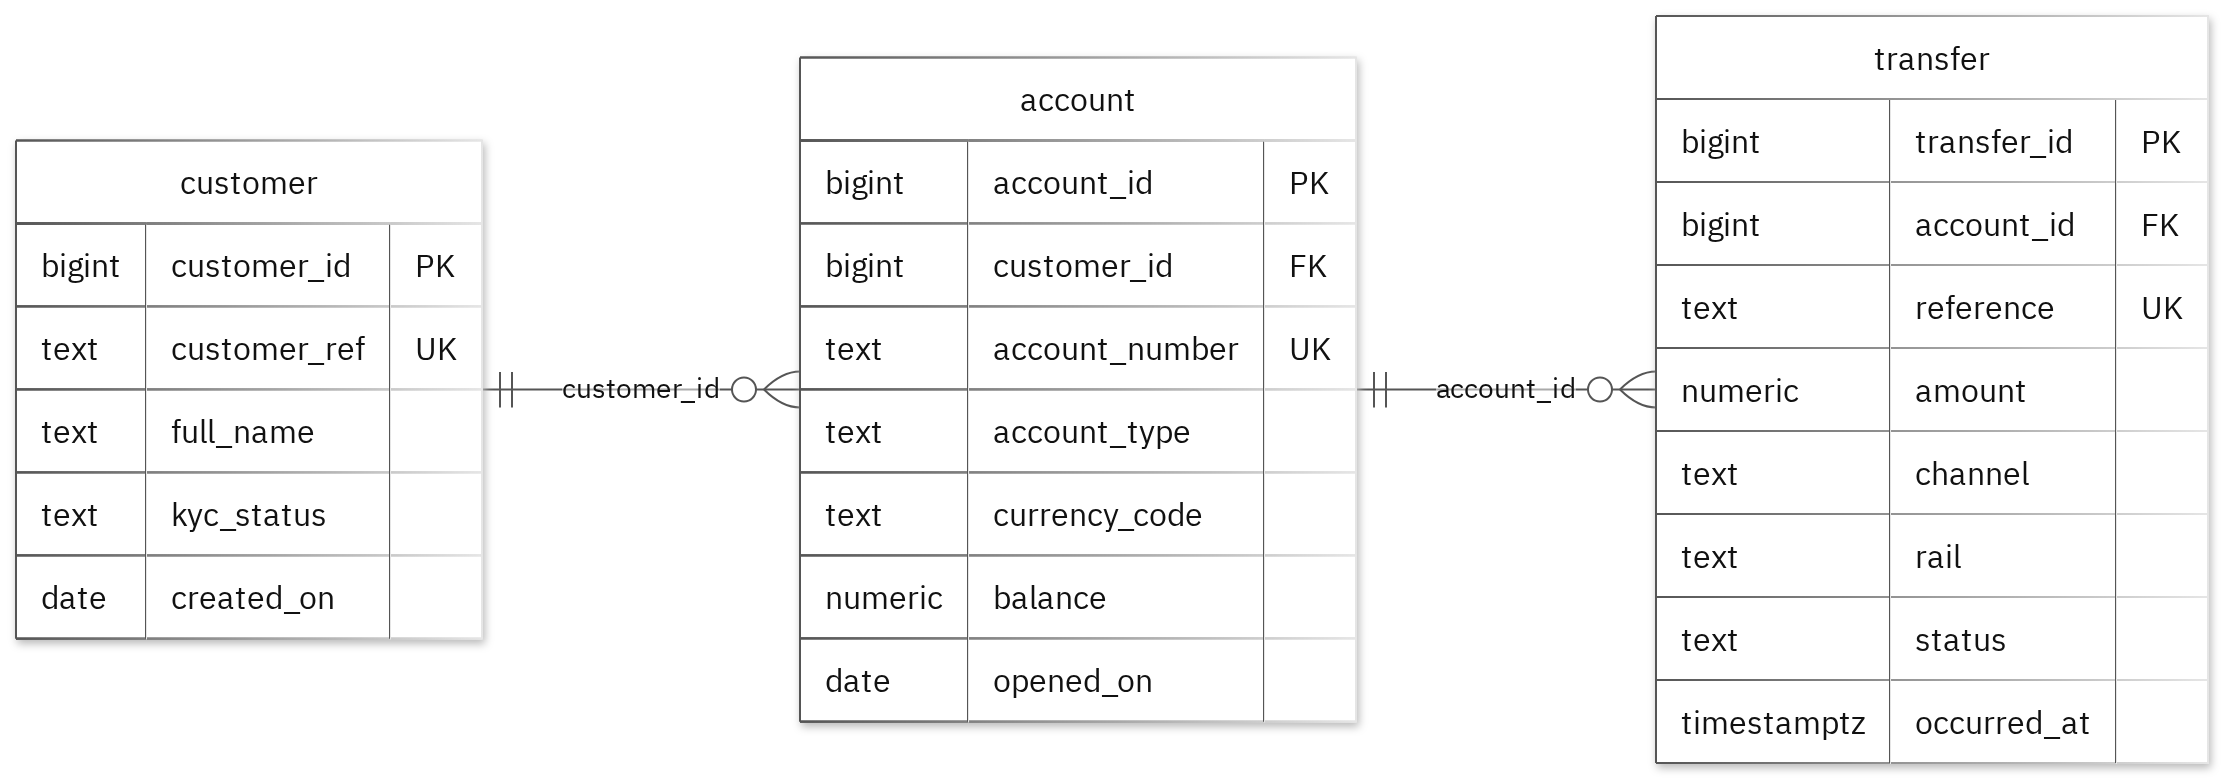 customer
bigint customer_id PK
text customer_ref UK
text full_name
text kyc_status
date created_on
customer_id
account
bigint account_id PK
bigint customer_id FK
text account_number UK
text account_type
text currency_code
numeric balance
date opened_on
account_id
transfer
bigint transfer_id PK
bigint account_id FK
text reference UK
numeric amount
text channel
text rail
text status
timestamptz occurred_at